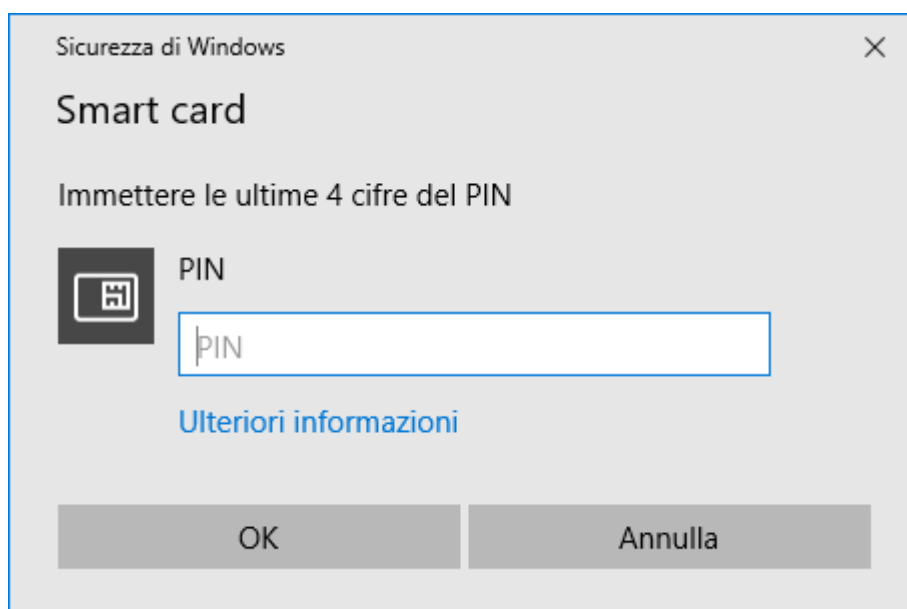 Sicurezza di Windows
Smart card
Immettere le ultime 4 cifre del PIN
PIN
PIN
Ulteriori informazioni
OK
Annulla